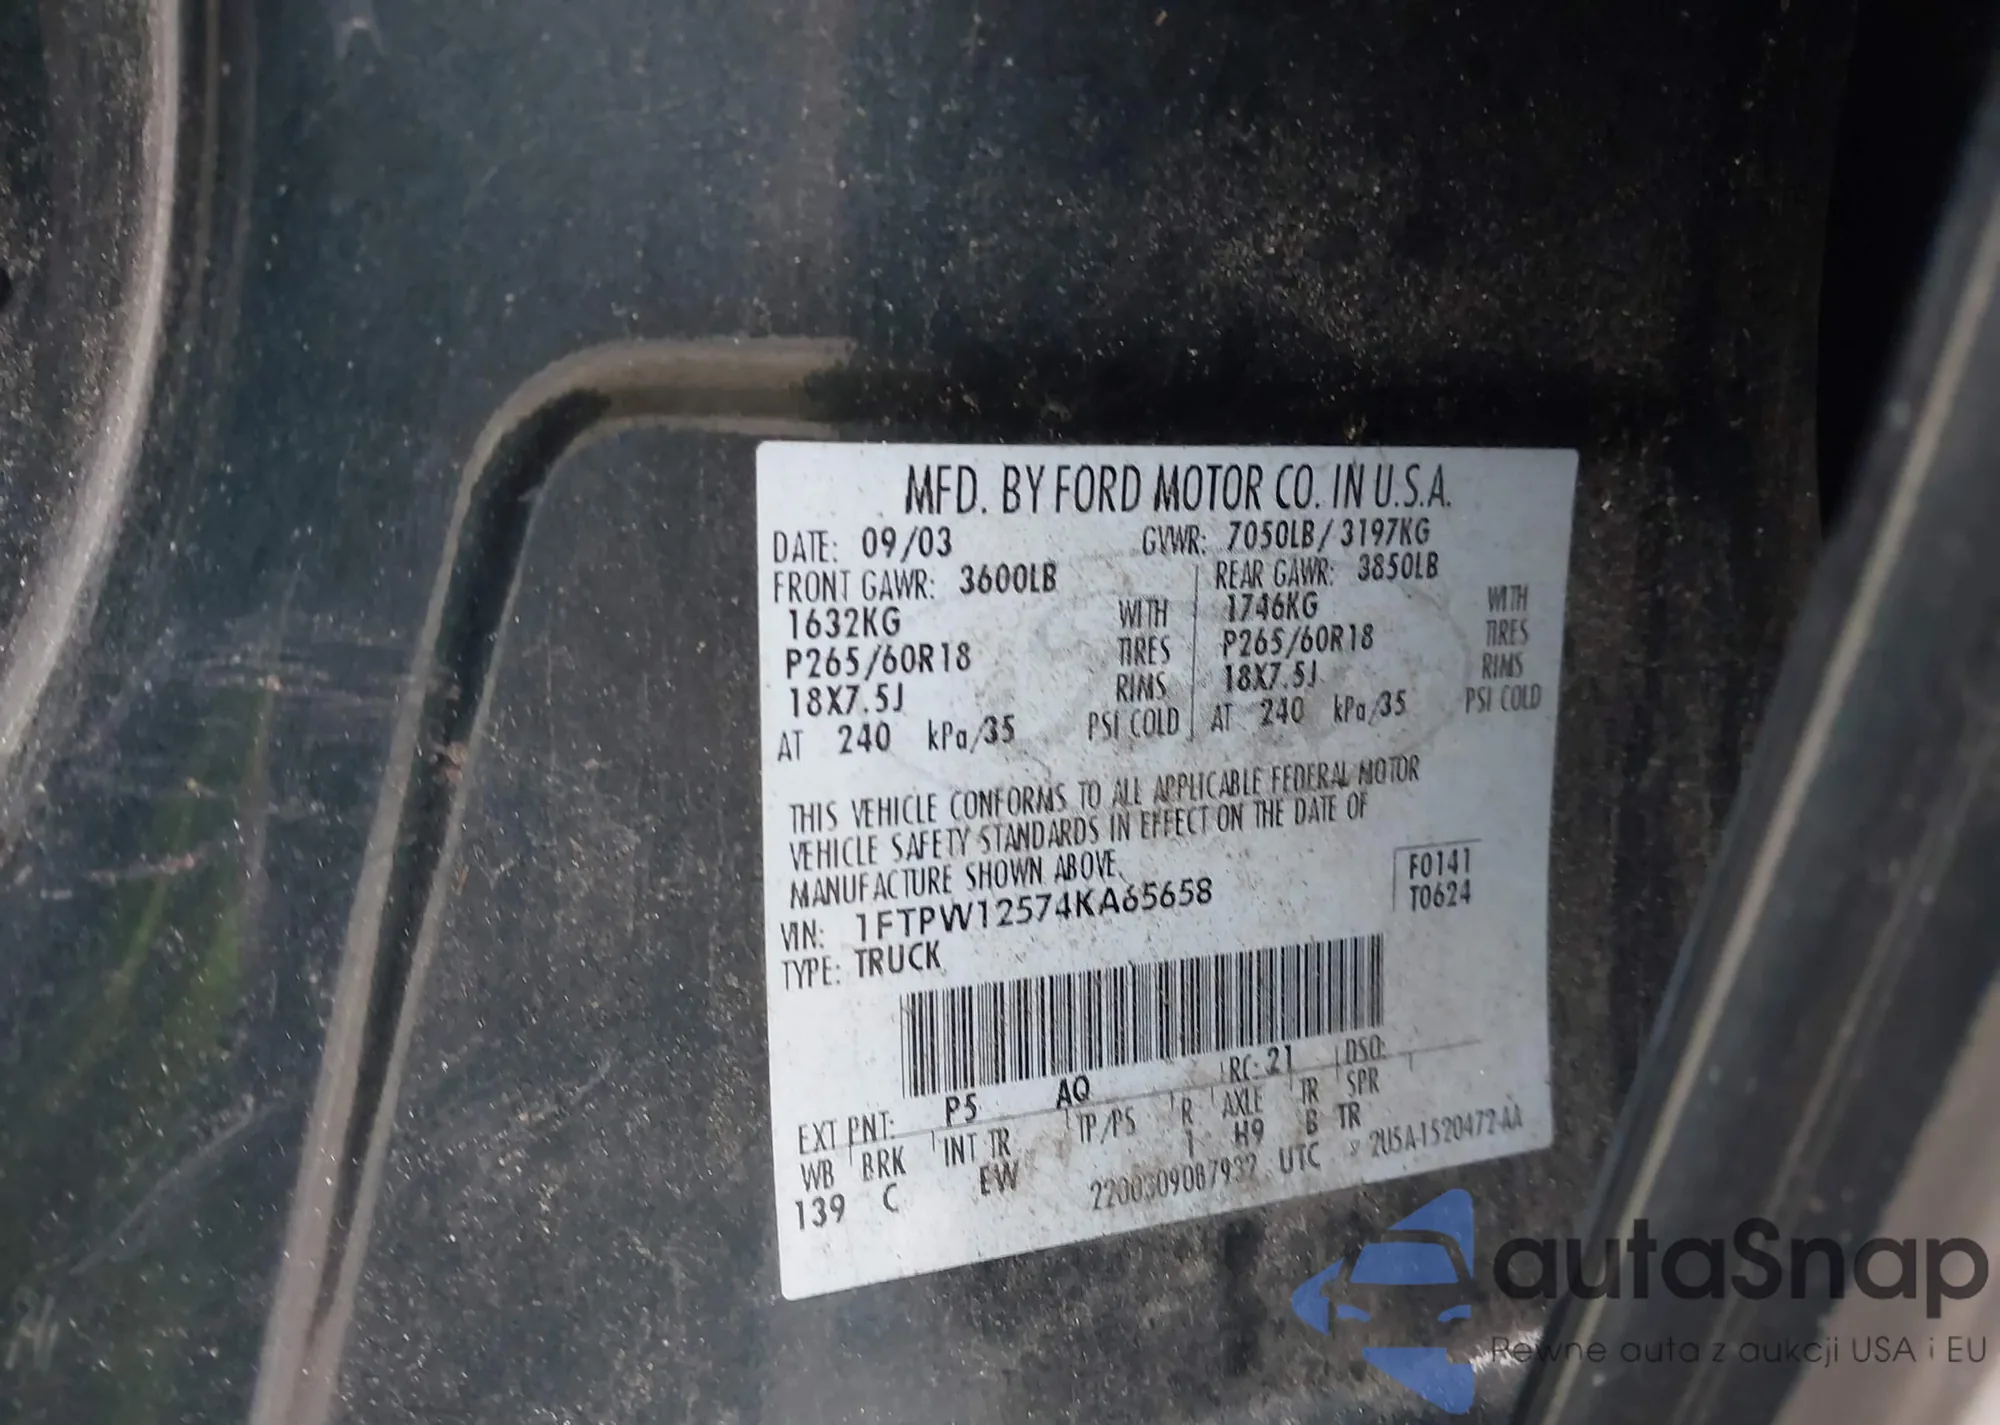 MFD. BY FORD MOTOR CO. IN U.S.A.
DATE: 09/03 GVWR: 7050LB / 3197KG
FRONT GAWR: 3600LB REAR GAWR: 3850LB
1632KG WITH 1746KG WITH
P265/60R18 TIRES P265/60R18 TIRES
18X7.5J RIMS 18X7.5J RIMS
AT 240 kPa/35 PSI COLD AT 240 kPa/35 PSI COLD
THIS VEHICLE CONFORMS TO ALL APPLICABLE FEDERAL MOTOR
VEHICLE SAFETY STANDARDS IN EFFECT ON THE DATE OF
MANUFACTURE SHOWN ABOVE.
VIN: 1FTPW12574KA65658
TYPE: TRUCK
F0141
T0624
EXT PNT: P5 AQ RC: 21 DSO:
WB BRK INT TR TP/PS R AXLE TR SPR
139 C EW 1 H9 B TR
UTC 2U5A-1520472-AA
autaSnap
Pewne auta z aukcji USA i EU